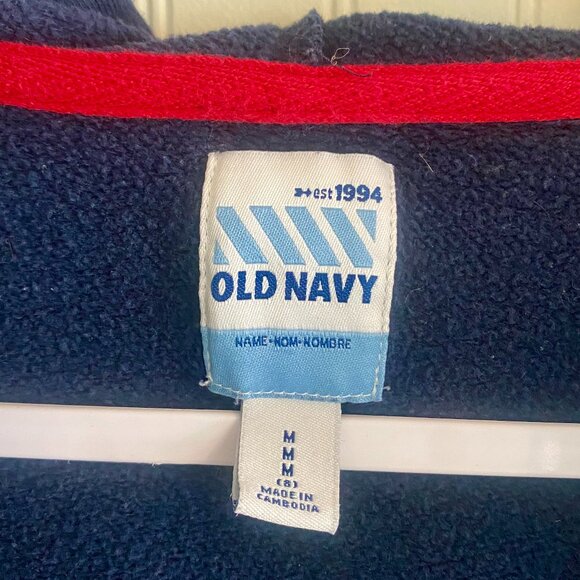 est 1994
OLD NAVY
NAME•NOM•NOMBRE
M
M
M
(8)
MADE IN
CAMBODIA